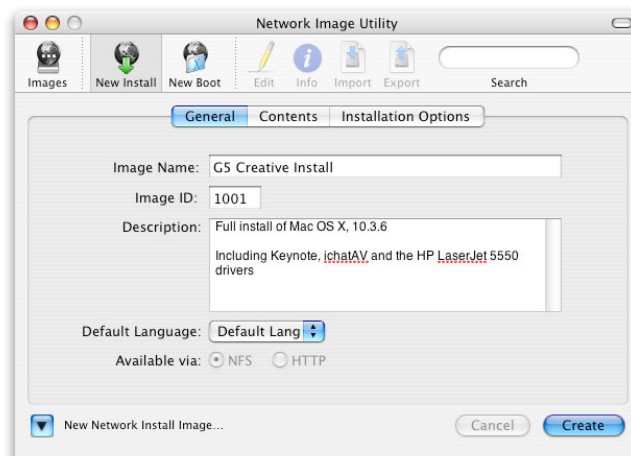 Network Image Utility
Images New Install New Boot Edit Info Import Export Search
General Contents Installation Options
Image Name: G5 Creative Install
Image ID: 1001
Description: Full install of Mac OS X, 10.3.6
Including Keynote, ichatAV and the HP LaserJet 5550
drivers
Default Language: Default Lang
Available via: NFS HTTP
New Network Install Image... Cancel Create